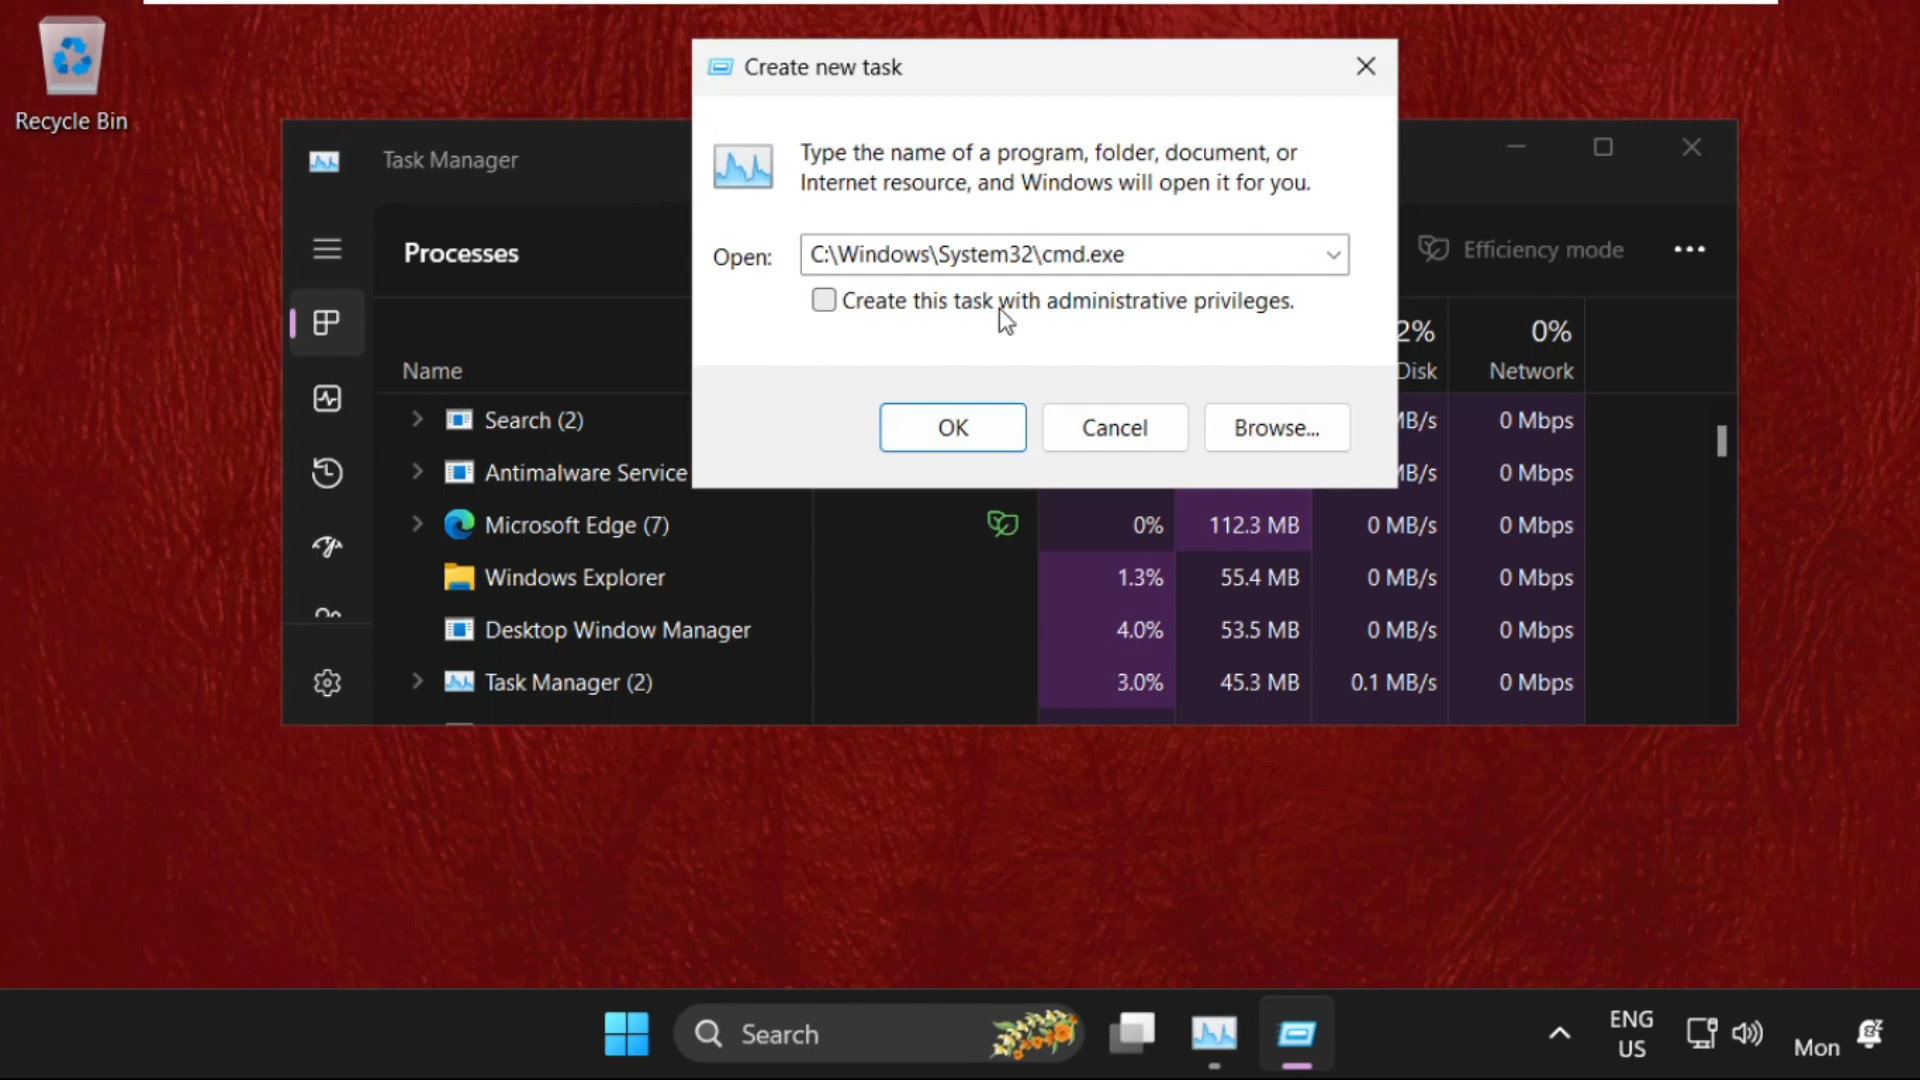 Recycle Bin
Create new task
Type the name of a program, folder, document, or
Internet resource, and Windows will open it for you.
Open:
C:\Windows\System32\cmd.exe
Create this task with administrative privileges.
OK
Cancel
Browse...
Task Manager
Processes
Efficiency mode
2%
0%
Name
Disk
Network
Search (2)
MB/s
0 Mbps
Antimalware Service
MB/s
0 Mbps
Microsoft Edge (7)
0%
112.3 MB
0 MB/s
0 Mbps
Windows Explorer
1.3%
55.4 MB
0 MB/s
0 Mbps
Desktop Window Manager
4.0%
53.5 MB
0 MB/s
0 Mbps
Task Manager (2)
3.0%
45.3 MB
0.1 MB/s
0 Mbps
Search
ENG
US
Mon